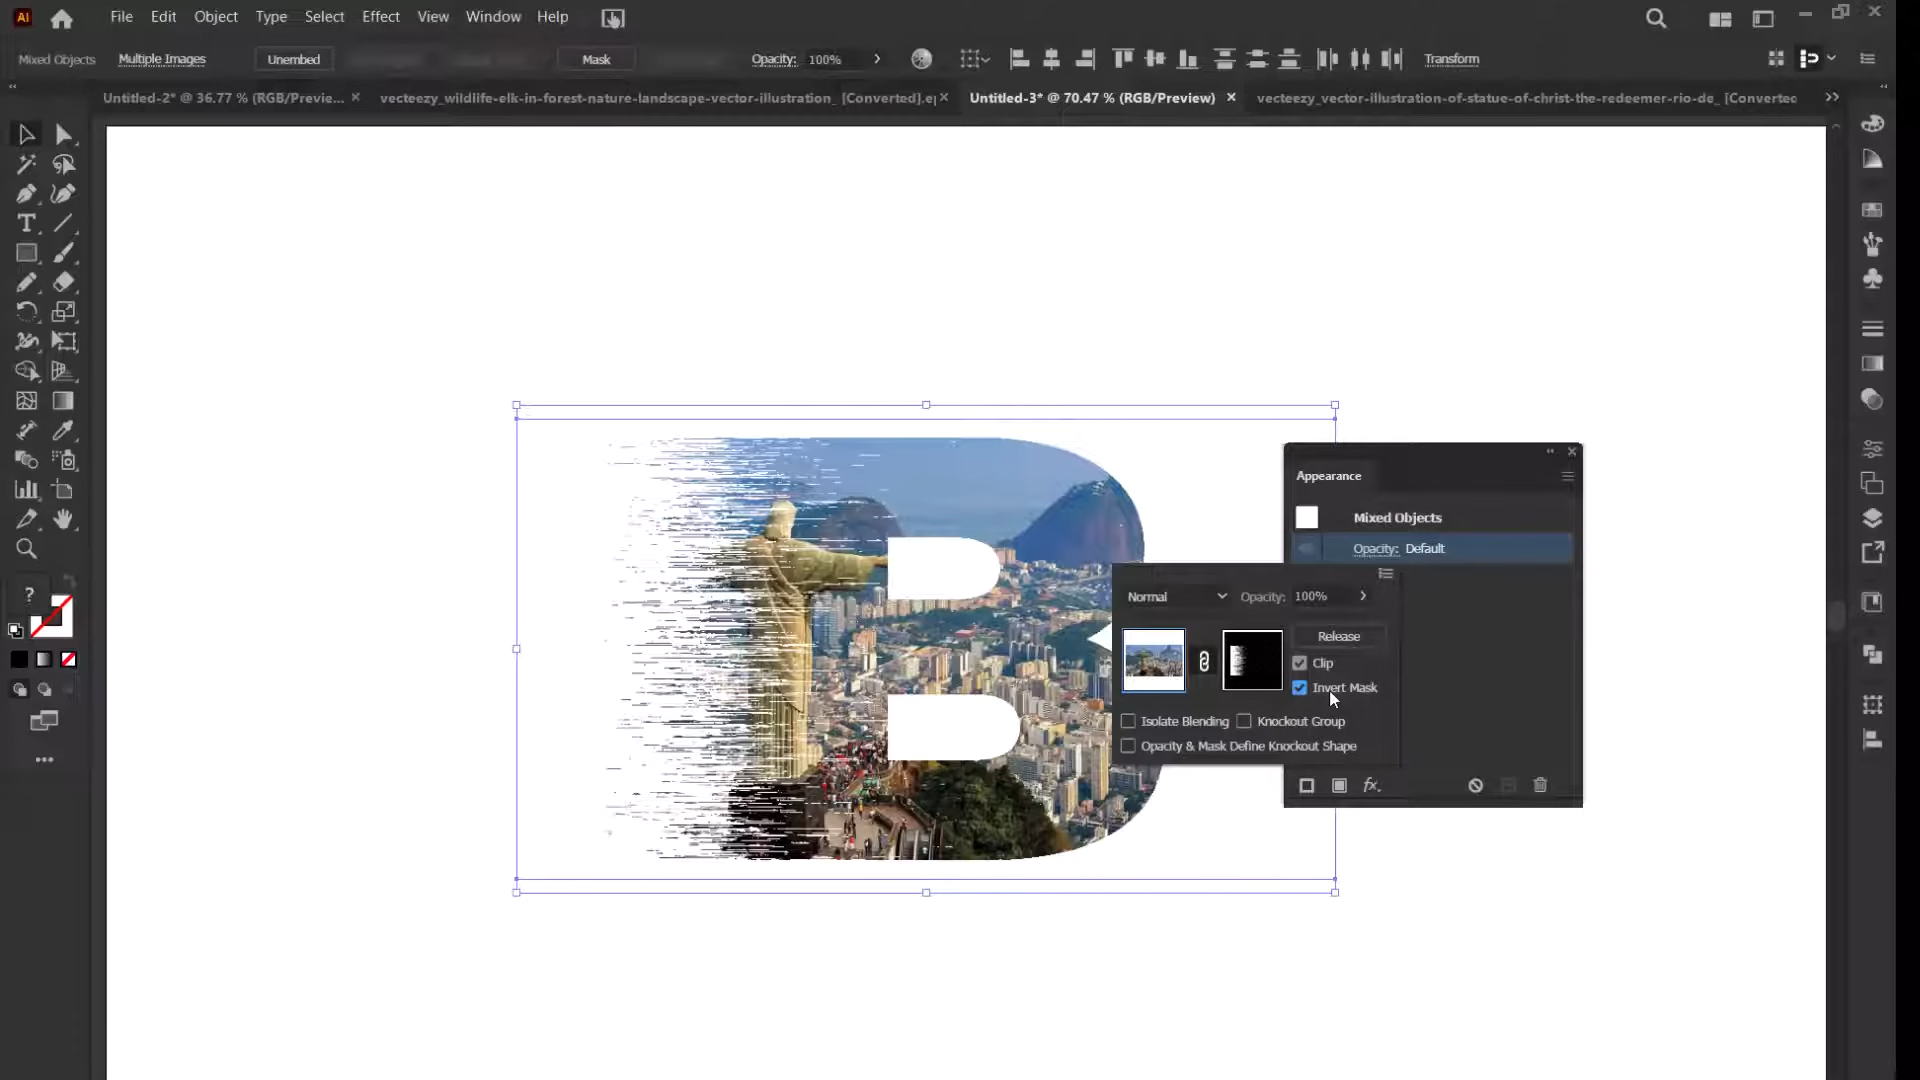 Ai File Edit Object Type Select Effect View Window Help
Mixed Objects Multiple Images Unembed Mask Opacity: 100% Transform
Untitled-2* @ 36.77 % (RGB/Previe... × vecteezy_wildlife-elk-in-forest-nature-landscape-vector-illustration_ [Converted].ep × Untitled-3* @ 70.47 % (RGB/Preview) × vecteezy_vector-illustration-of-statue-of-christ-the-redeemer-rio-de_ [Converted
Appearance
Mixed Objects
Opacity: Default
Normal Opacity: 100%
Release
Clip
Invert Mask
Isolate Blending Knockout Group
Opacity & Mask Define Knockout Shape
fx.
B